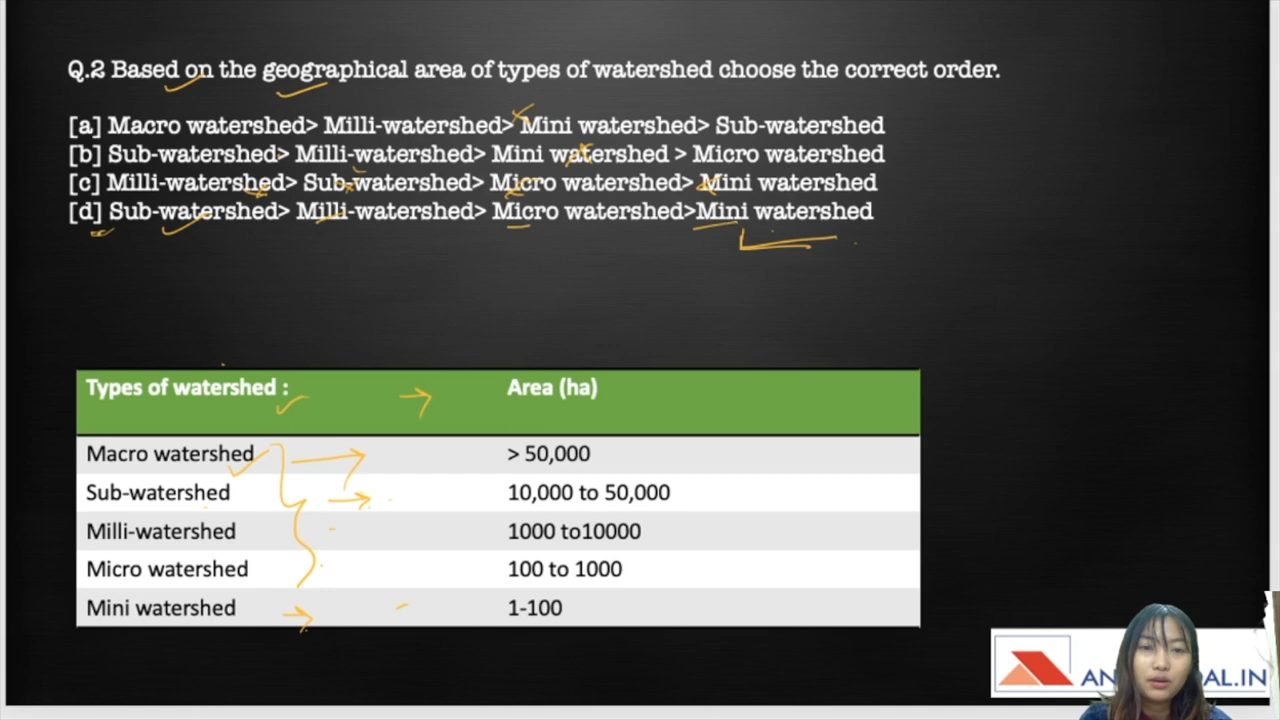 Q.2 Based on the geographical area of types of watershed choose the correct order.
[a] Macro watershed> Milli-watershed> Mini watershed> Sub-watershed
[b] Sub-watershed> Milli-watershed> Mini watershed > Micro watershed
[c] Milli-watershed> Sub-watershed> Micro watershed> Mini watershed
[d] Sub-watershed> Milli-watershed> Micro watershed>Mini watershed
Types of watershed : Area (ha)
Macro watershed > 50,000
Sub-watershed 10,000 to 50,000
Milli-watershed 1000 to10000
Micro watershed 100 to 1000
Mini watershed 1-100